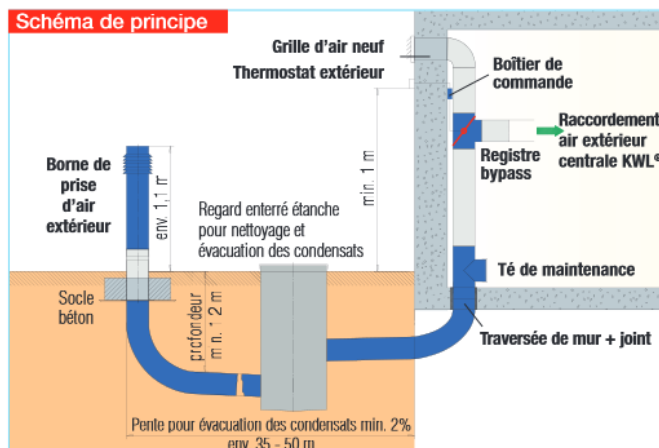 Schéma de principe
Grille d'air neuf
Thermostat extérieur
Boîtier de
commande
Raccordement
air extérieur
centrale KWL®
Registre
bypass
min. 1 m
Borne de
prise
d'air
extérieur
env. 1,1 m
Regard enterré étanche
pour nettoyage et
évacuation des condensats
Té de maintenance
Socle
béton
profondeur
min. 1 2 m
Traversée de mur + joint
Pente pour évacuation des condensats min. 2%
env. 35 - 50 m